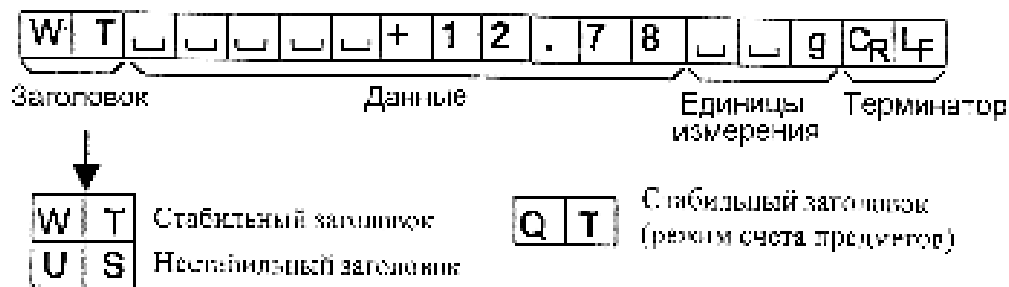 W T ␣ ␣ ␣ ␣ ␣ + 1 2 . 7 8 ␣ ␣ g CR LF
Заголовок Данные Единицы измерения Терминатор
W T Стабильный заголовок
U S Нестабильный заголовок
Q T Стабильный заголовок
(режим счета предметов)